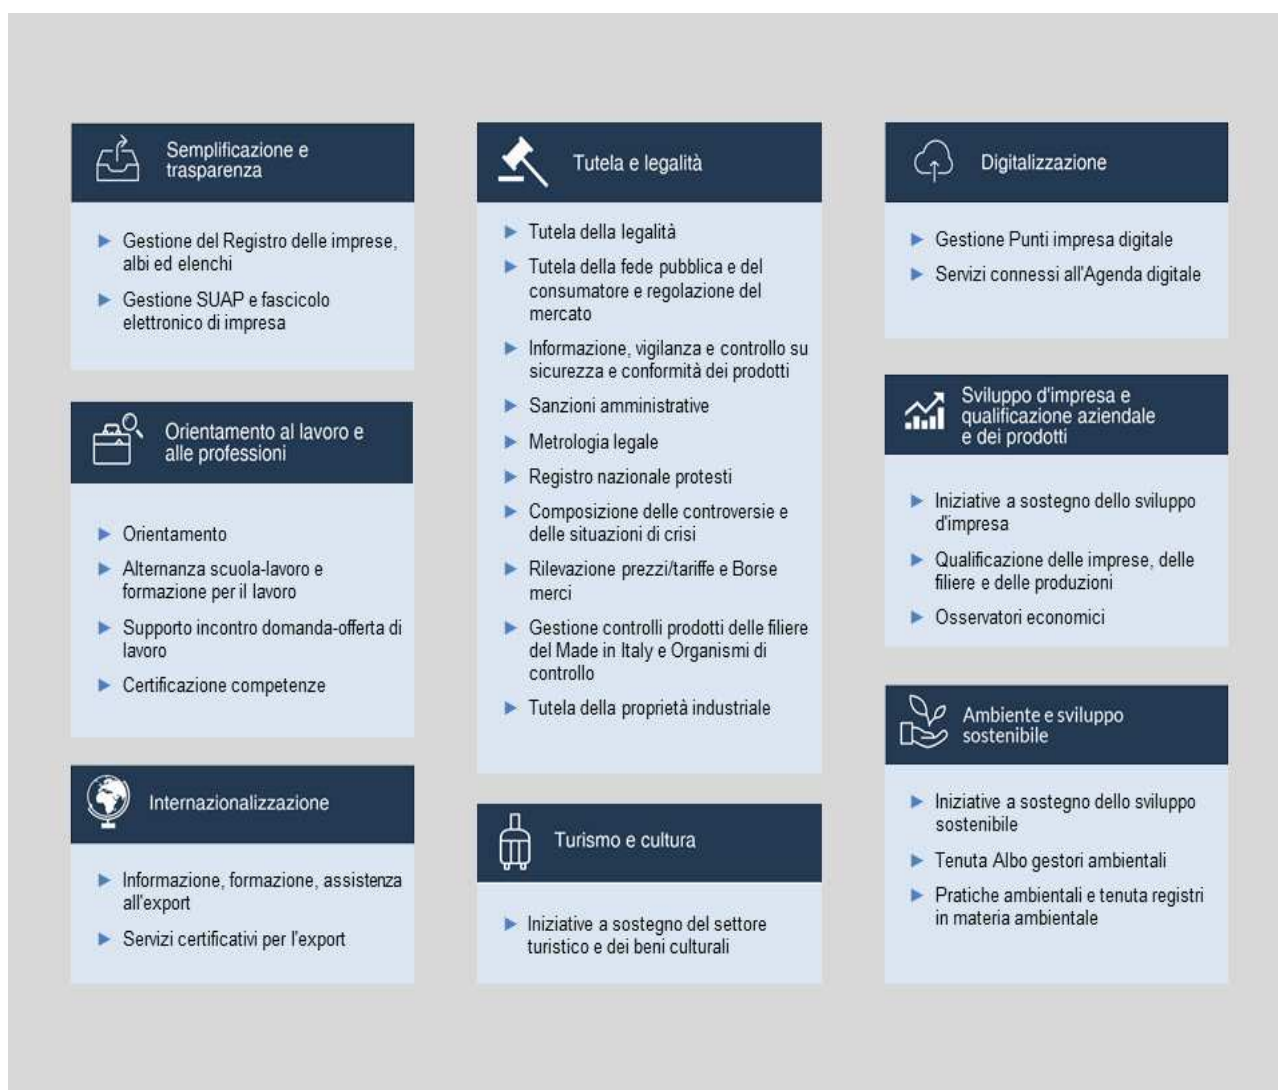 Semplificazione e
trasparenza
Gestione del Registro delle imprese,
albi ed elenchi
Gestione SUAP e fascicolo
elettronico di impresa
Orientamento al lavoro e
alle professioni
Orientamento
Alternanza scuola-lavoro e
formazione per il lavoro
Supporto incontro domanda-offerta di
lavoro
Certificazione competenze
Internazionalizzazione
Informazione, formazione, assistenza
all'export
Servizi certificativi per l'export
Tutela e legalità
Tutela della legalità
Tutela della fede pubblica e del
consumatore e regolazione del
mercato
Informazione, vigilanza e controllo su
sicurezza e conformità dei prodotti
Sanzioni amministrative
Metrologia legale
Registro nazionale protesti
Composizione delle controversie e
delle situazioni di crisi
Rilevazione prezzi/tariffe e Borse
merci
Gestione controlli prodotti delle filiere
del Made in Italy e Organismi di
controllo
Tutela della proprietà industriale
Turismo e cultura
Iniziative a sostegno del settore
turistico e dei beni culturali
Digitalizzazione
Gestione Punti impresa digitale
Servizi connessi all'Agenda digitale
Sviluppo d'impresa e
qualificazione aziendale
e dei prodotti
Iniziative a sostegno dello sviluppo
d'impresa
Qualificazione delle imprese, delle
filiere e delle produzioni
Osservatori economici
Ambiente e sviluppo
sostenibile
Iniziative a sostegno dello sviluppo
sostenibile
Tenuta Albo gestori ambientali
Pratiche ambientali e tenuta registri
in materia ambientale